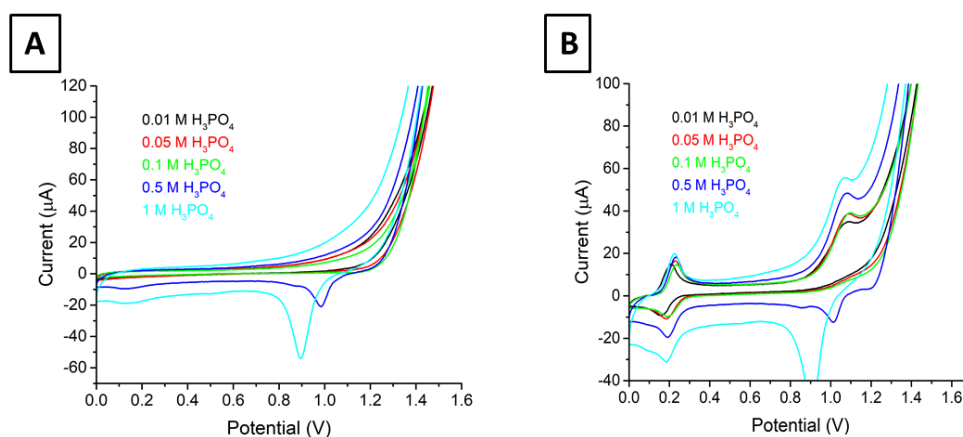 A
120
100
80
60
40
20
0
-20
-40
-60
Current (μA)
0.01 M H₃PO₄
0.05 M H₃PO₄
0.1 M H₃PO₄
0.5 M H₃PO₄
1 M H₃PO₄
0.0 0.2 0.4 0.6 0.8 1.0 1.2 1.4 1.6
Potential (V)
B
100
80
60
40
20
0
-20
-40
Current (μA)
0.01 M H₃PO₄
0.05 M H₃PO₄
0.1 M H₃PO₄
0.5 M H₃PO₄
1 M H₃PO₄
0.0 0.2 0.4 0.6 0.8 1.0 1.2 1.4 1.6
Potential (V)